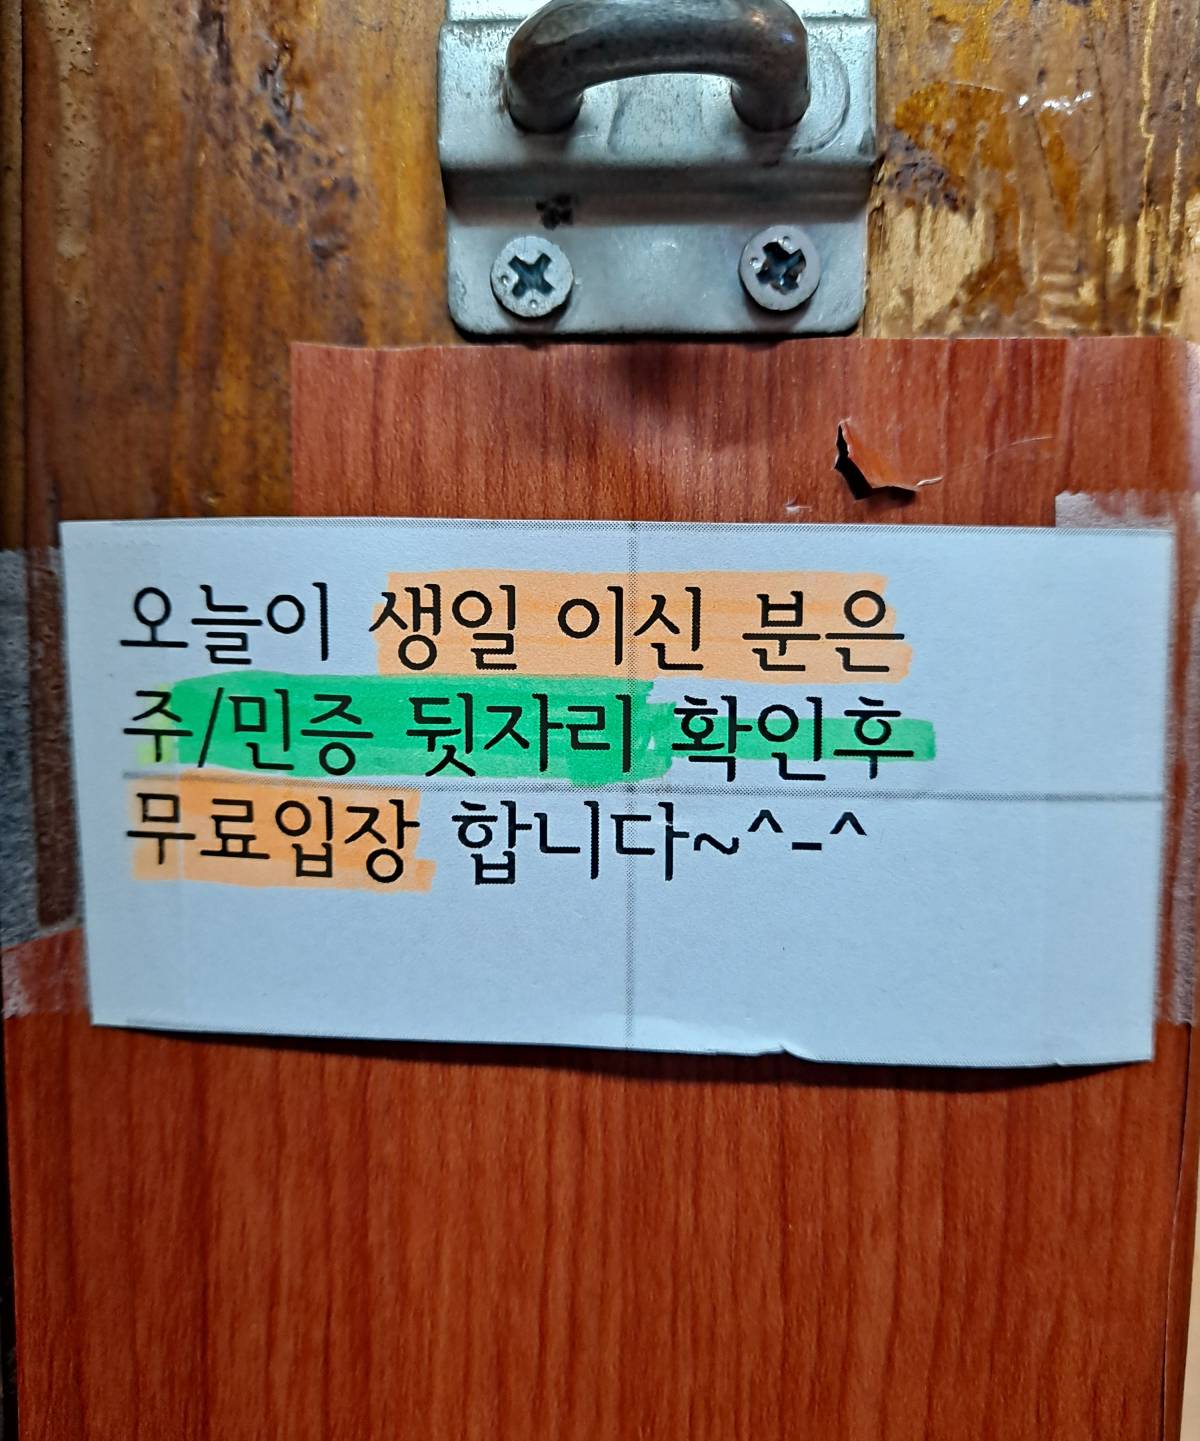 오늘이 생일 이신 분은
주/민증 뒷자리 확인후
무료입장 합니다~^-^